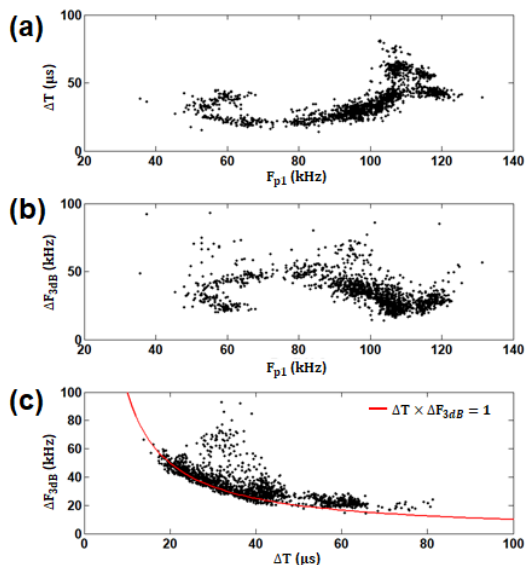 (a)
100
50
0
ΔT (μs)
20 40 60 80 100 120 140
Fp1 (kHz)
(b)
100
50
0
ΔF3dB (kHz)
20 40 60 80 100 120 140
Fp1 (kHz)
(c)
100
80
60
40
20
0
ΔF3dB (kHz)
ΔT × ΔF3dB = 1
0 20 40 60 80 100
ΔT (μs)